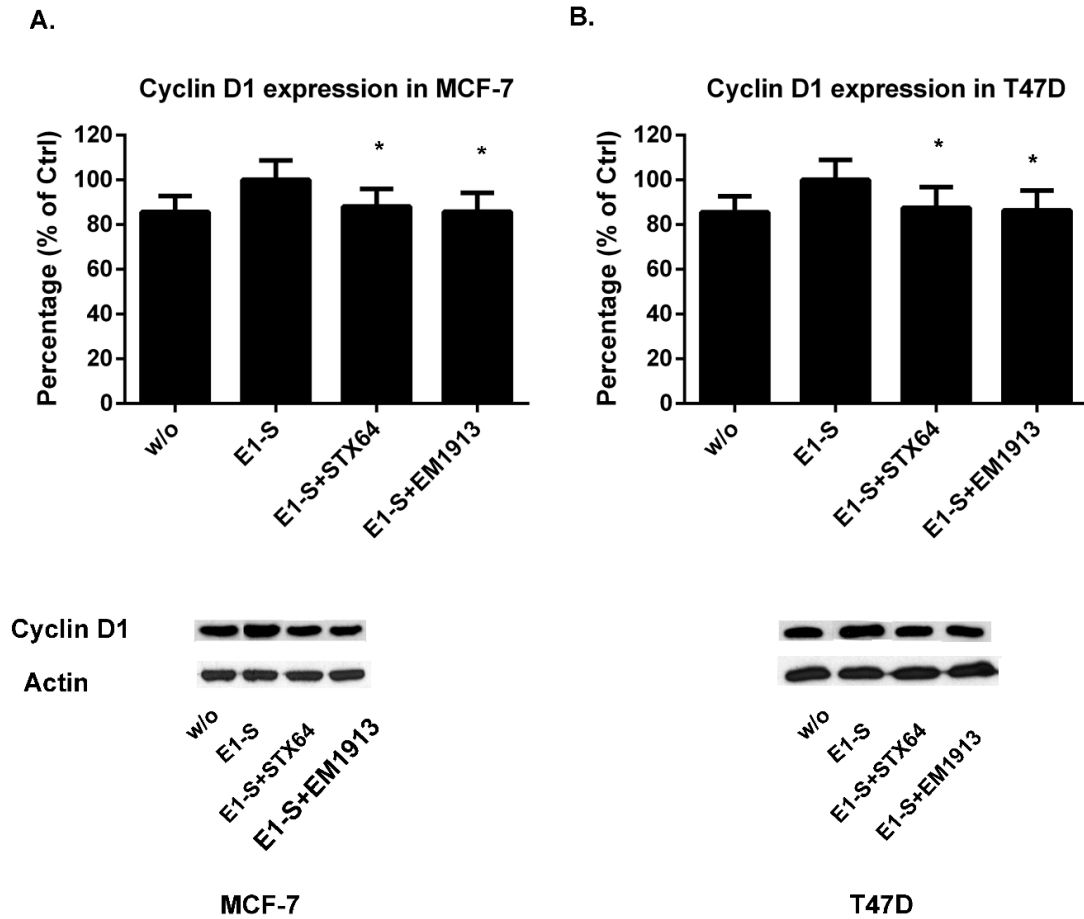 A.
Cyclin D1 expression in MCF-7
Percentage (% of Ctrl)
120
100
80
60
40
20
0
*
*
w/o
E1-S
E1-S+STX64
E1-S+EM1913
Cyclin D1
Actin
w/o
E1-S
E1-S+STX64
E1-S+EM1913
MCF-7
B.
Cyclin D1 expression in T47D
Percentage (% of Ctrl)
120
100
80
60
40
20
0
*
*
w/o
E1-S
E1-S+STX64
E1-S+EM1913
w/o
E1-S
E1-S+STX64
E1-S+EM1913
T47D